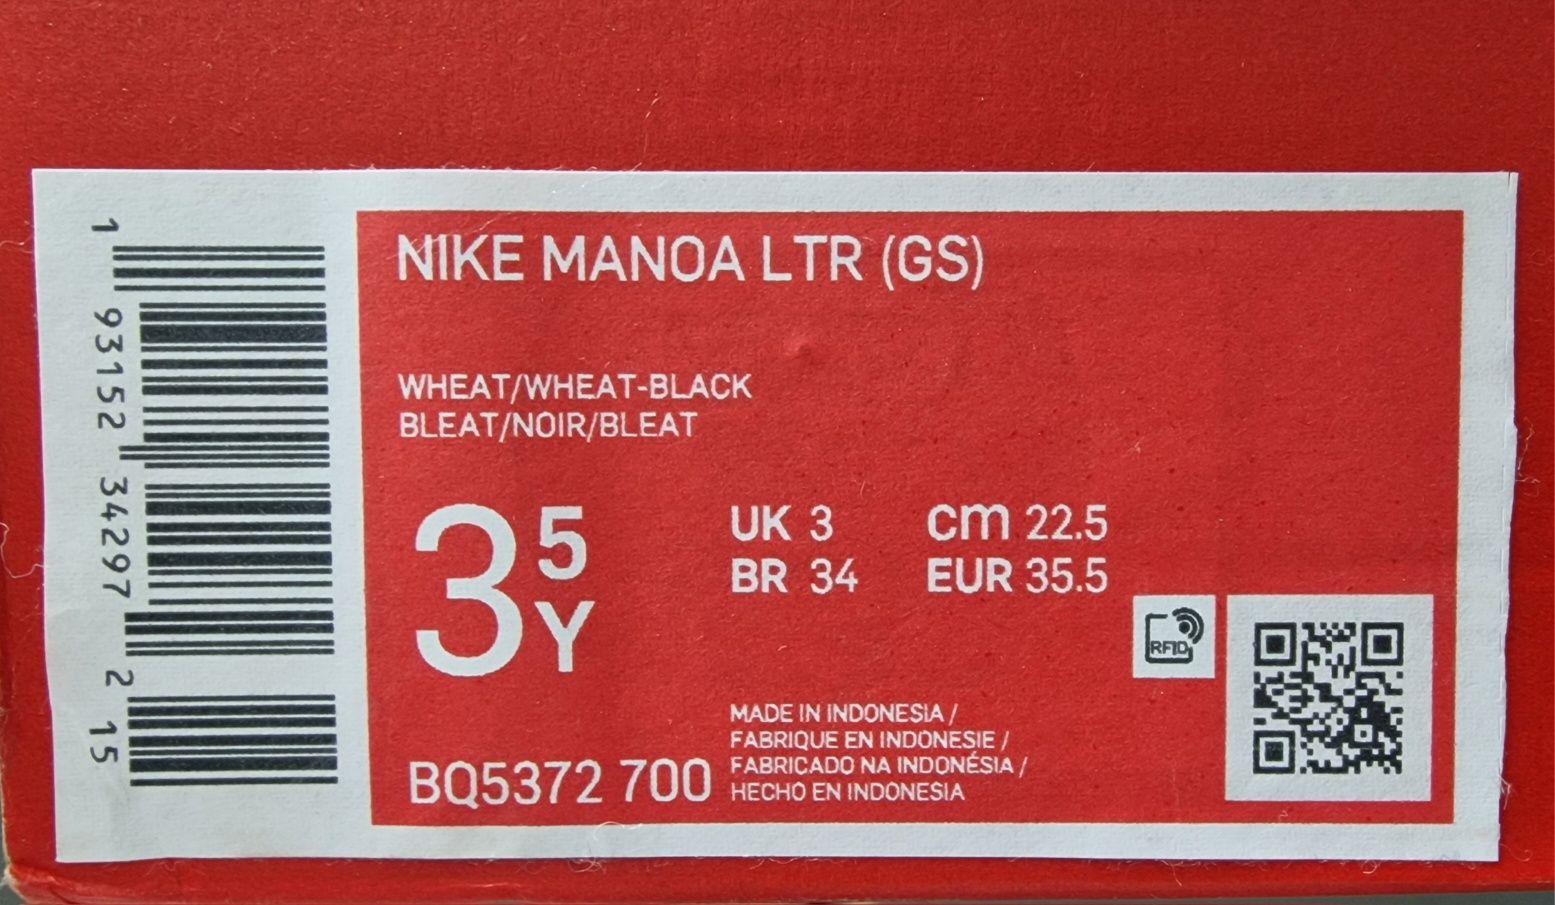 NIKE MANOA LTR (GS)
WHEAT/WHEAT-BLACK
BLEAT/NOIR/BLEAT
3 5 Y
UK 3
BR 34
cm 22.5
EUR 35.5
RFID
BQ5372 700
MADE IN INDONESIA /
FABRIQUE EN INDONESIE /
FABRICADO NA INDONÉSIA /
HECHO EN INDONESIA
1 93152 34297 2 15